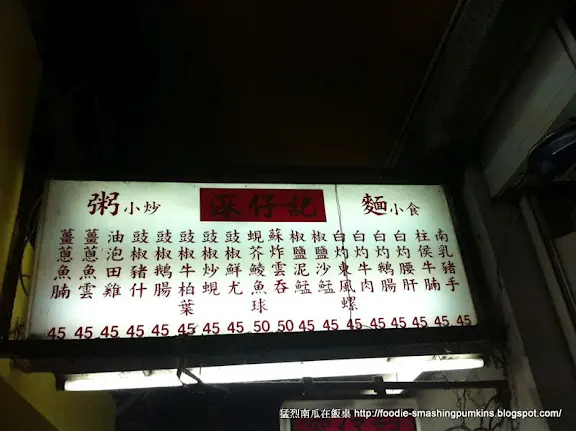 粥小炒
深仔記
麵小食
薑蔥魚腩 45
薑蔥魚雲 45
油泡田雞 45
豉椒豬什 45
豉椒鵝腸 45
豉椒牛柏葉 45
豉椒炒蜆 45
豉椒鮮尤 45
蜆芥鯪魚球 50
蘇炸雲吞 50
椒鹽泥鯭 45
椒鹽沙鯭 45
白灼東風螺 45
白灼牛肉 45
白灼鵝腸 45
白灼腰肝 45
柱侯牛腩 45
南乳豬手 45
猛烈南瓜在飯桌 http://foodie-smashingpumkins.blogspot.com/